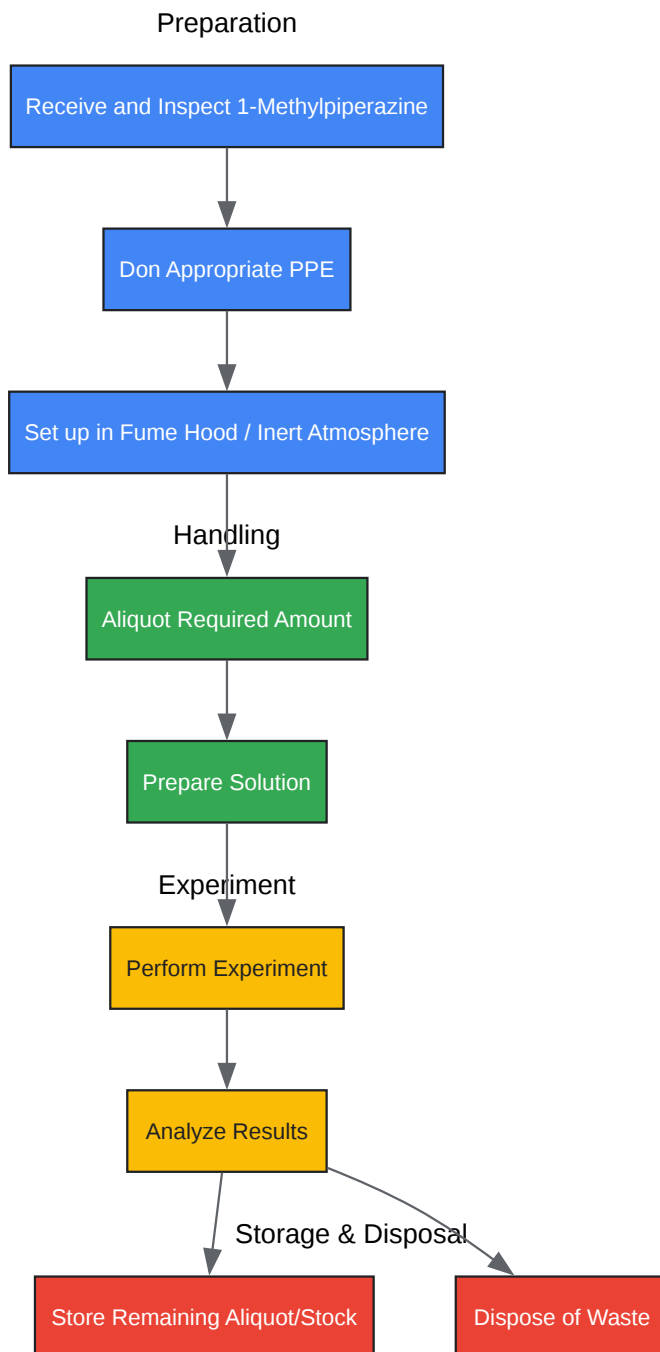 Preparation
Receive and Inspect 1-Methylpiperazine
Don Appropriate PPE
Set up in Fume Hood / Inert Atmosphere
Handling
Aliquot Required Amount
Prepare Solution
Experiment
Perform Experiment
Analyze Results
Storage & Disposal
Store Remaining Aliquot/Stock
Dispose of Waste